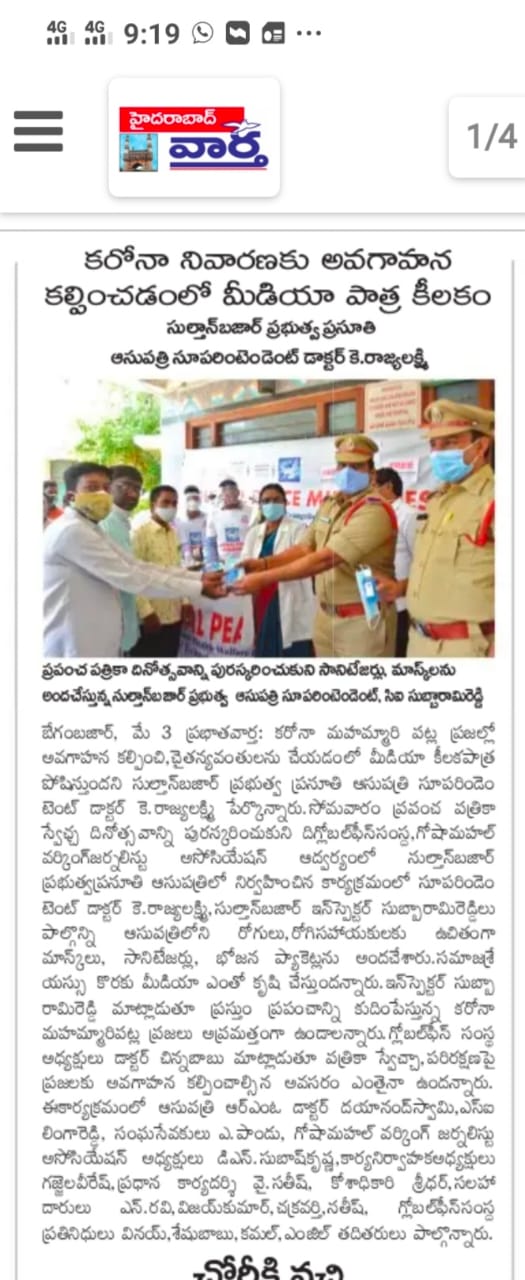 4G 4G 9:19
హైదరాబాద్
వార్త
1/4
కరోనా నివారణకు అవగాహన
కల్పించడంలో మీడియా పాత్ర కీలకం
సుల్తాన్‌బజార్ ప్రభుత్వ ప్రసూతి
ఆసుపత్రి సూపరింటెండెంట్ డాక్టర్ కె.రాజ్యలక్ష్మి
ప్రపంచ పత్రికా దినోత్సవాన్ని పురస్కరించుకుని సానిటేజర్లు, మాస్క్‌లను
అందచేస్తున్న సుల్తాన్‌బజార్ ప్రభుత్వ ఆసుపత్రి సూపరింటెండెంట్, సిఐ సుబ్బారామిరెడ్డి
బేగంబజార్, మే 3 ప్రభాతవార్త: కరోనా మహమ్మారి వట్ల ప్రజల్లో
అవగాహన కల్పించి,చైతన్యవంతులను చేయడంలో మీడియా కీలకపాత్ర
పోషిస్తుందని సుల్తాన్‌బజార్ ప్రభుత్వ ప్రసూతి ఆసుపత్రి సూపరిండెం
టెంట్ డాక్టర్ కె.రాజ్యలక్ష్మి పేర్కొన్నారు.సోమవారం ప్రపంచ పత్రికా
స్వేచ్ఛ దినోత్సవాన్ని పురస్కరించుకుని దిగ్లోబల్‌ఫీస్‌సంస్థ,గోషామహల్
వర్కింగ్‌జర్నలిస్టు అసోసియేషన్ ఆధ్వర్యంలో సుల్తాన్‌బజార్
ప్రభుత్వప్రసూతి ఆసుపత్రిలో నిర్వహించిన కార్యక్రమంలో సూపరిండెం
టెంట్ డాక్టర్ కె.రాజ్యలక్ష్మి,సుల్తాన్‌బజార్ ఇన్‌స్పెక్టర్ సుబ్బారామిరెడ్డిలు
పాల్గొన్ని ఆసుపత్రిలోని రోగులు,రోగిసహాయకులకు ఉచితంగా
మాస్క్‌లు, సానిటేజర్లు, భోజన ప్యాకెట్లను అందచేశారు.సమాజశ్రే
యస్సు కొరకు మీడియా ఎంతో కృషి చేస్తుందన్నారు.ఇన్‌స్పెక్టర్ సుబ్బా
రామిరెడ్డి మాట్లాడుతూ ప్రస్తుం ప్రపంచాన్ని కుదిపేస్తున్న కరోనా
మహమ్మారివట్ల ప్రజలు అప్రమత్తంగా ఉండాలన్నారు.గ్లోబల్‌ఫీస్ సంస్థ
అధ్యక్షులు డాక్టర్ చిన్నబాబు మాట్లాడుతూ పత్రికా స్వేచ్ఛా,పరిరక్షణపై
ప్రజలకు అవగాహన కల్పించాల్సిన అవసరం ఎంతైనా ఉందన్నారు.
ఈకార్యక్రమంలో ఆసుపత్రి ఆర్ఎంఓ డాక్టర్ దయానంద్‌స్వామి,ఎస్ఐ
లింగారెడ్డి, సంఘసేవకులు ఎ.పాండు, గోషామహల్ వర్కింగ్ జర్నలిస్టు
అసోసియేషన్ అధ్యక్షులు డిఎస్.సుబాష్‌కృష్ణ,కార్యనిర్వాహకఅధ్యక్షులు
గజ్జెలవీరేష్,ప్రధాన కార్యదర్శి వై.సతీష్, కోశాధికారి శ్రీధర్,సలహా
దారులు ఎన్.రవి,విజయ్‌కుమార్,చక్రవర్తి,సతీష్, గ్లోబల్‌ఫీస్‌సంస్థ
ప్రతినిధులు వినయ్,శేషుబాబు,కమల్,ఎంజీల్ తదితరులు పాల్గొన్నారు.